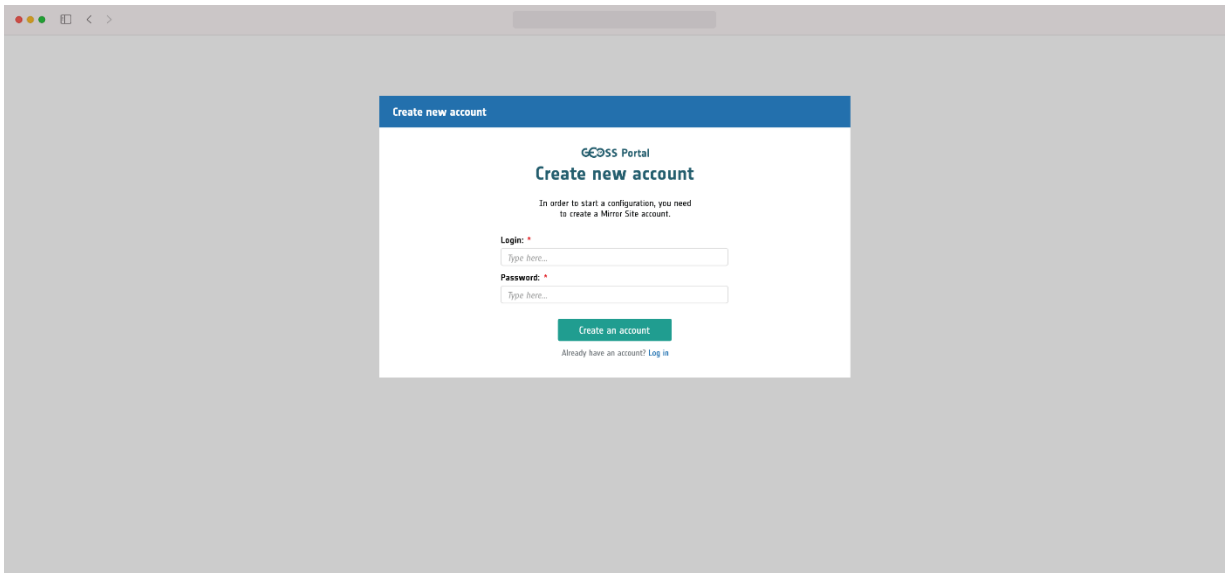 Create new account
GEOSS Portal
Create new account
In order to start a configuration, you need
to create a Mirror Site account.
Login: *
Type here...
Password: *
Type here...
Create an account
Already have an account? Log in